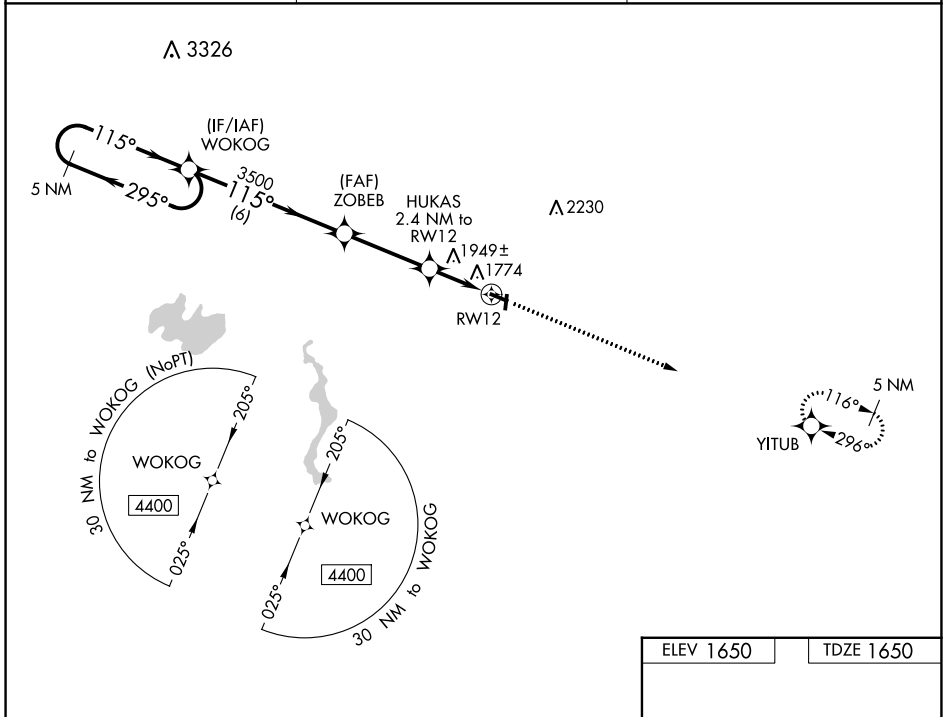 3326
(IF/IAF)
WOKOG
115°
5 NM
295°
3500
115°
(6)
(FAF)
ZOBEB
HUKAS
2.4 NM to
RW12
2230
1949±
1774
RW12
5 NM
116°
296°
YITUB
30 NM to WOKOG (NoPT)
205°
WOKOG
4400
025°
205°
WOKOG
4400
025°
30 NM to WOKOG
ELEV 1650
TDZE 1650